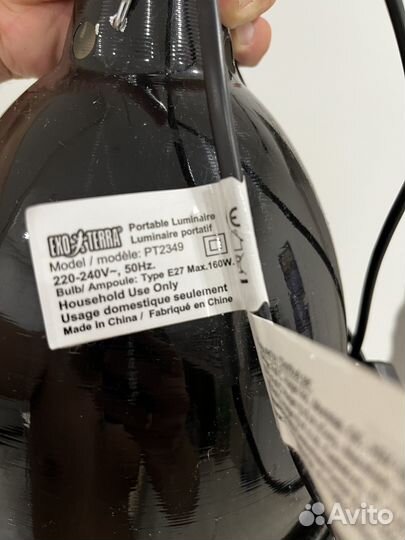 EXO TERRA®
Portable Luminaire
Luminaire portatif
Model / modèle: PT2349
220-240V~, 50Hz.
Bulb/ Ampoule: Type E27 Max.160W.
Household Use Only
Usage domestique seulement
Made in China / Fabriqué en Chine
CE
Avito